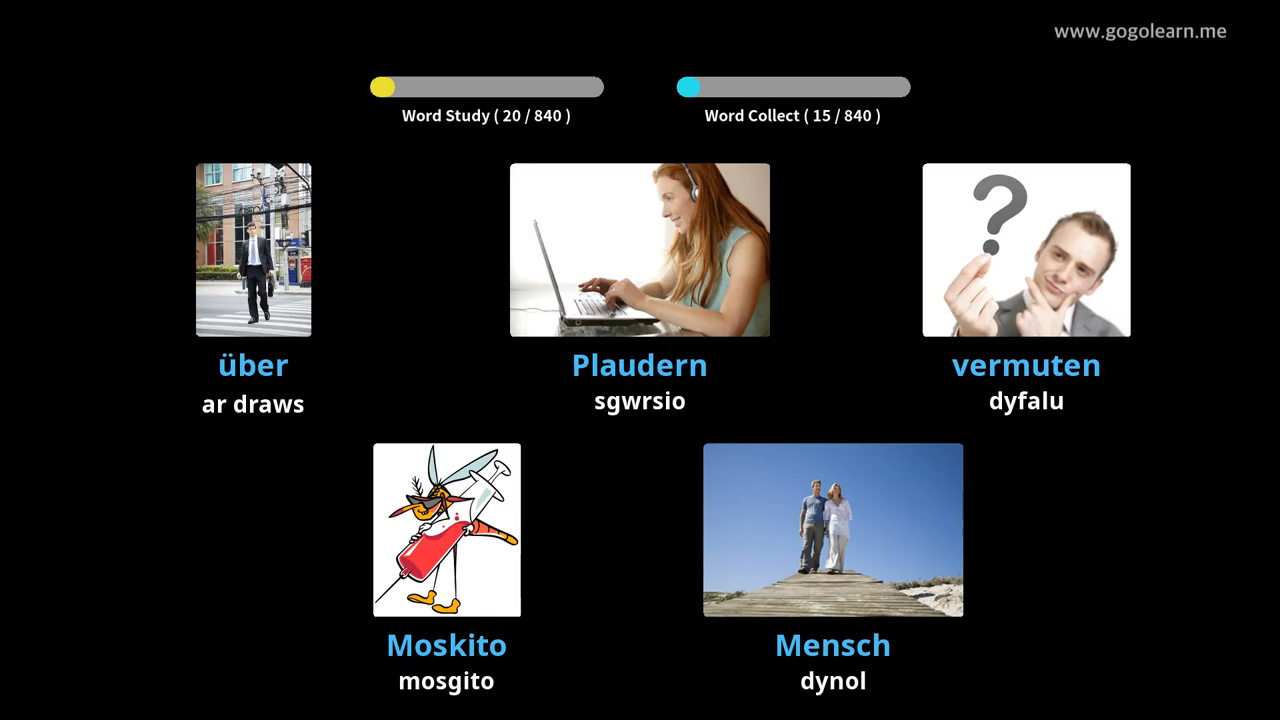 www.gogolearn.me
Word Study ( 20 / 840 )
Word Collect ( 15 / 840 )
über
ar draws
Plaudern
sgwrsio
vermuten
dyfalu
Moskito
mosgito
Mensch
dynol